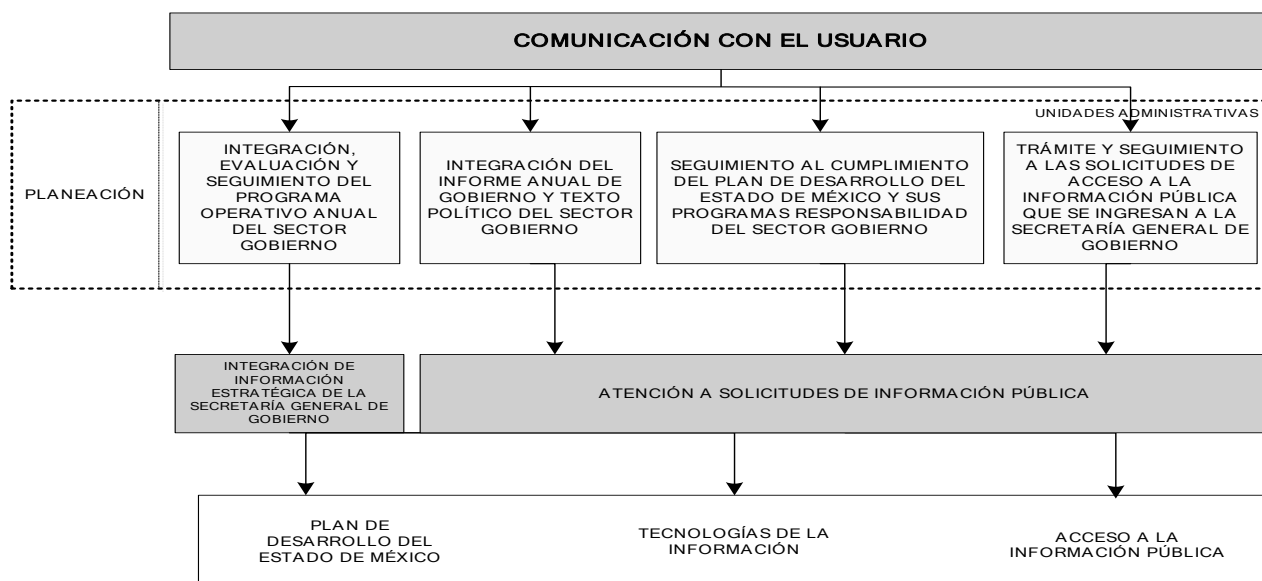 COMUNICACIÓN CON EL USUARIO
UNIDADES ADMINISTRATIVAS
PLANEACIÓN
INTEGRACIÓN,
EVALUACIÓN Y
SEGUIMIENTO DEL
PROGRAMA
OPERATIVO ANUAL
DEL SECTOR
GOBIERNO
INTEGRACIÓN DEL
INFORME ANUAL DE
GOBIERNO Y TEXTO
POLÍTICO DEL SECTOR
GOBIERNO
SEGUIMIENTO AL CUMPLIMIENTO
DEL PLAN DE DESARROLLO DEL
ESTADO DE MÉXICO Y SUS
PROGRAMAS RESPONSABILIDAD
DEL SECTOR GOBIERNO
TRÁMITE Y SEGUIMIENTO
A LAS SOLICITUDES DE
ACCESO A LA
INFORMACIÓN PÚBLICA
QUE SE INGRESAN A LA
SECRETARÍA GENERAL DE
GOBIERNO
INTEGRACIÓN DE
INFORMACIÓN
ESTRATÉGICA DE LA
SECRETARÍA GENERAL DE
GOBIERNO
ATENCIÓN A SOLICITUDES DE INFORMACIÓN PÚBLICA
PLAN DE
DESARROLLO DEL
ESTADO DE MÉXICO
TECNOLOGÍAS DE LA
INFORMACIÓN
ACCESO A LA
INFORMACIÓN PÚBLICA